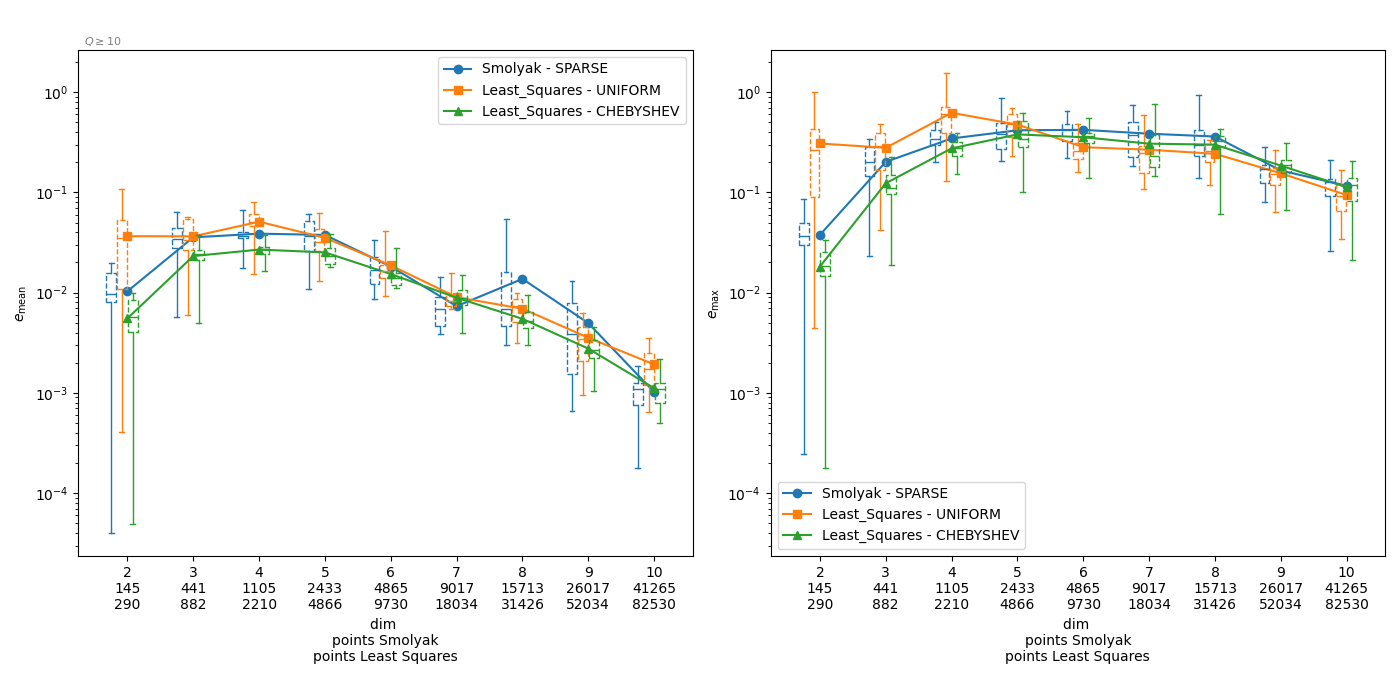 Q ≥ 10
Smolyak - SPARSE
Least_Squares - UNIFORM
Least_Squares - CHEBYSHEV
10⁰
10⁻¹
10⁻²
10⁻³
10⁻⁴
e_mean
2 3 4 5 6 7 8 9 10
145 441 1105 2433 4865 9017 15713 26017 41265
290 882 2210 4866 9730 18034 31426 52034 82530
dim
points Smolyak
points Least Squares
10⁰
10⁻¹
10⁻²
10⁻³
10⁻⁴
e_max
Smolyak - SPARSE
Least_Squares - UNIFORM
Least_Squares - CHEBYSHEV
2 3 4 5 6 7 8 9 10
145 441 1105 2433 4865 9017 15713 26017 41265
290 882 2210 4866 9730 18034 31426 52034 82530
dim
points Smolyak
points Least Squares